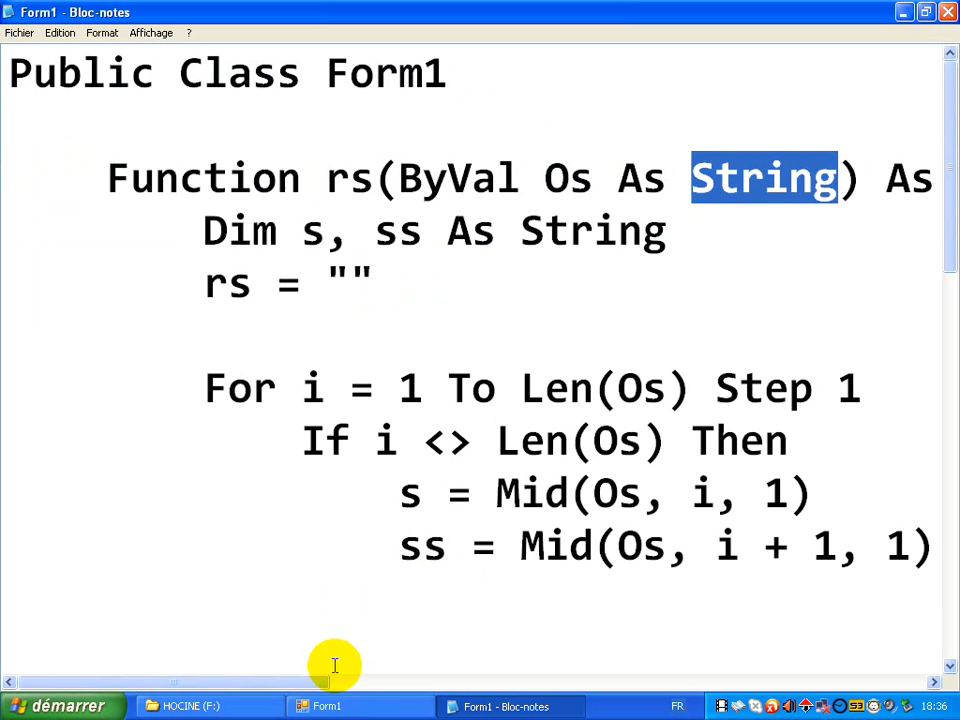 Form1 - Bloc-notes
Fichier Edition Format Affichage ?
Public Class Form1
Function rs(ByVal Os As String) As
Dim s, ss As String
rs = ""
For i = 1 To Len(Os) Step 1
If i <> Len(Os) Then
s = Mid(Os, i, 1)
ss = Mid(Os, i + 1, 1)
démarrer HOCINE (F:) Form1 Form1 - Bloc-notes FR 18:36